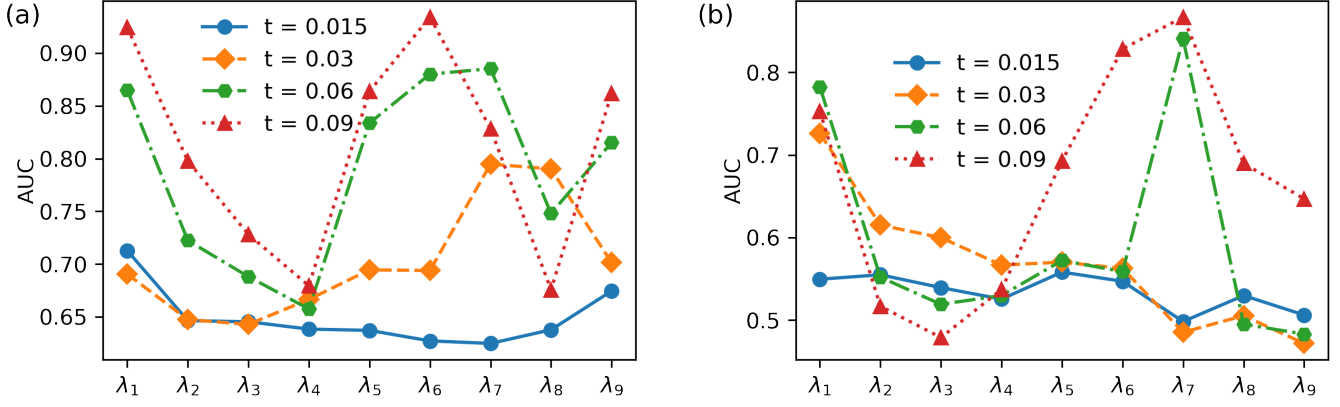 (a)
AUC
0.90
0.85
0.80
0.75
0.70
0.65
t = 0.015
t = 0.03
t = 0.06
t = 0.09
λ1 λ2 λ3 λ4 λ5 λ6 λ7 λ8 λ9
(b)
AUC
0.8
0.7
0.6
0.5
t = 0.015
t = 0.03
t = 0.06
t = 0.09
λ1 λ2 λ3 λ4 λ5 λ6 λ7 λ8 λ9